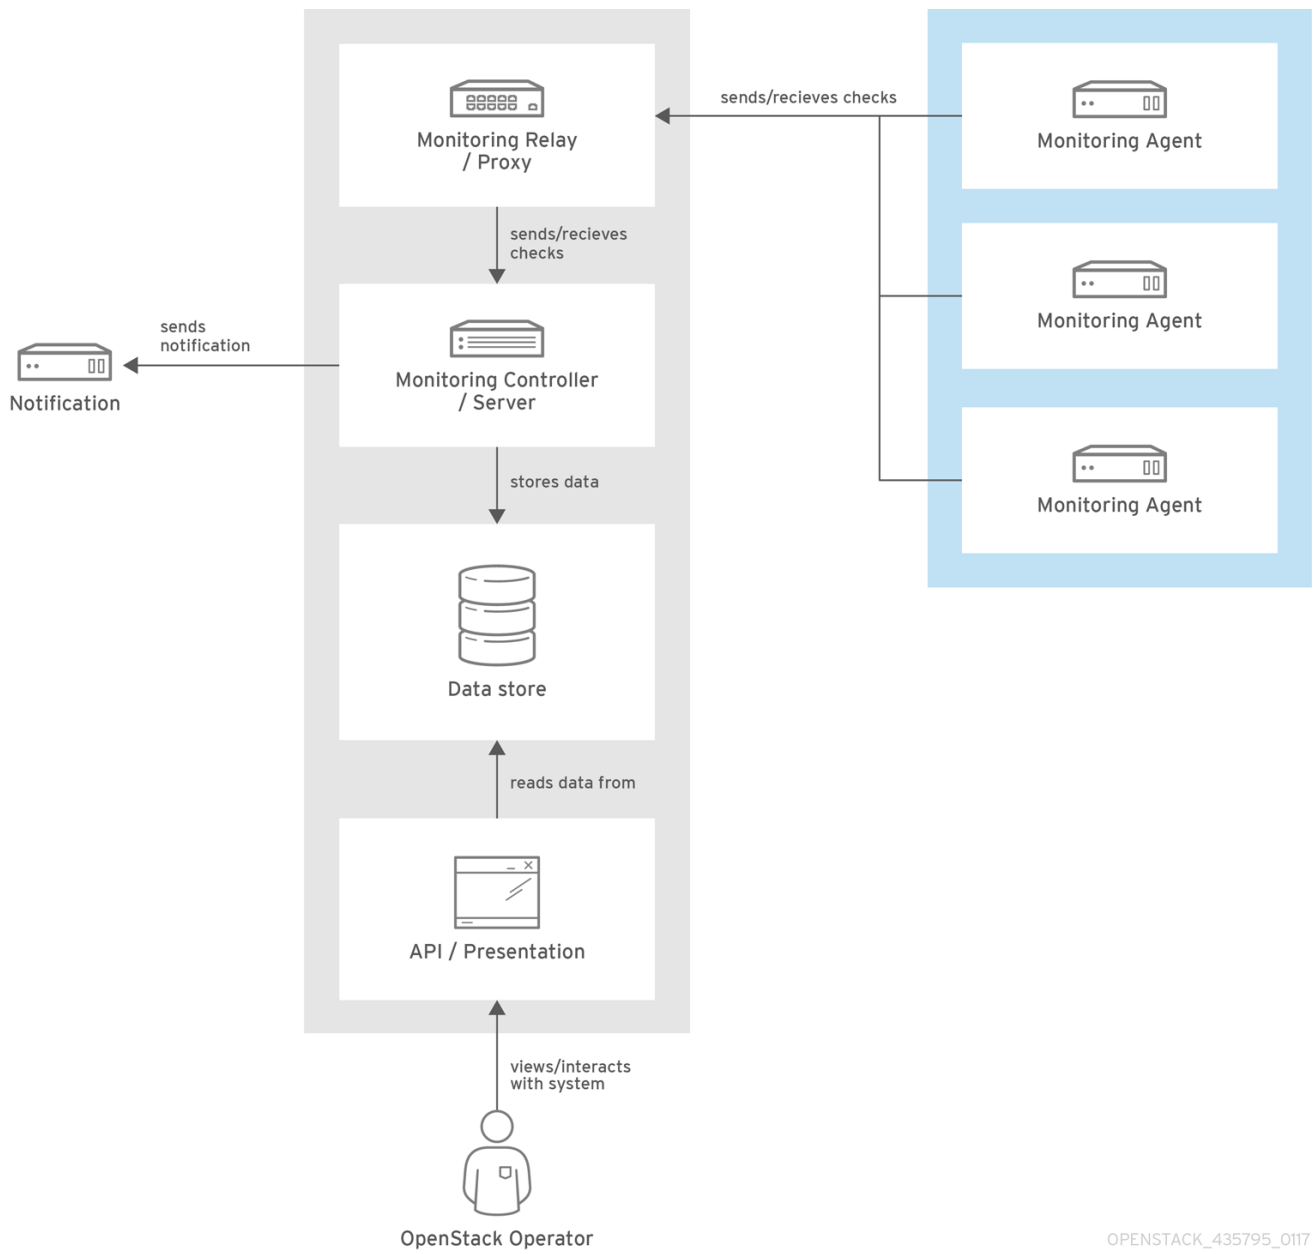 sends/recieves checks
Monitoring Relay
/ Proxy
Monitoring Agent
sends/recieves
checks
Monitoring Agent
sends
notification
Notification
Monitoring Controller
/ Server
stores data
Monitoring Agent
Data store
reads data from
API / Presentation
views/interacts
with system
OpenStack Operator
OPENSTACK_435795_0117